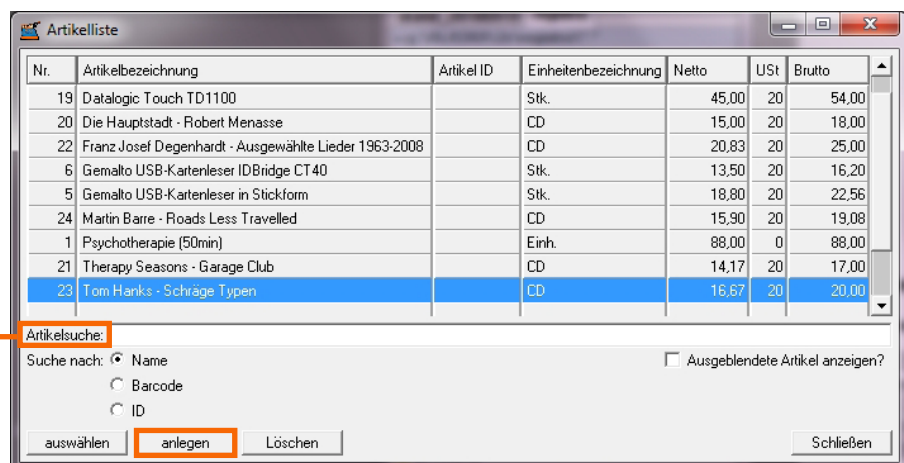 Artikelliste
Nr. Artikelbezeichnung Artikel ID Einheitenbezeichnung Netto USt Brutto
19 Datalogic Touch TD1100 Stk. 45,00 20 54,00
20 Die Hauptstadt - Robert Menasse CD 15,00 20 18,00
22 Franz Josef Degenhardt - Ausgewählte Lieder 1963-2008 CD 20,83 20 25,00
6 Gemalto USB-Kartenleser IDBridge CT40 Stk. 13,50 20 16,20
5 Gemalto USB-Kartenleser in Stickform Stk. 18,80 20 22,56
24 Martin Barre - Roads Less Travelled CD 15,90 20 19,08
1 Psychotherapie (50min) Einh. 88,00 0 88,00
21 Therapy Seasons - Garage Club CD 14,17 20 17,00
23 Tom Hanks - Schräge Typen CD 16,67 20 20,00
Artikelsuche:
Suche nach: Name Ausgeblendete Artikel anzeigen?
Barcode
ID
auswählen anlegen Löschen Schließen